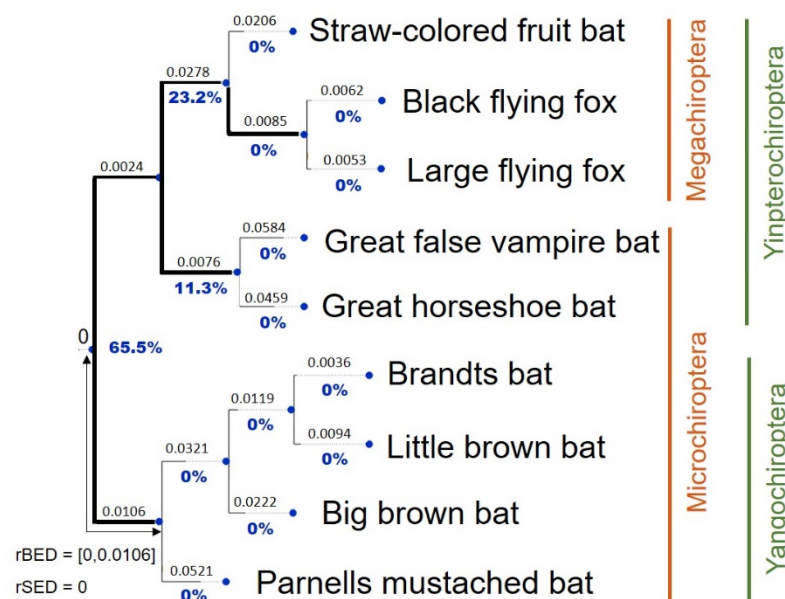 0.0206
Straw-colored fruit bat
0%
0.0278
23.2%
0.0062
Black flying fox
0%
0.0085
0%
0.0053
Large flying fox
0%
0.0024
0.0584
Great false vampire bat
0%
0.0076
11.3%
0.0459
Great horseshoe bat
0%
0
65.5%
0.0036
Brandts bat
0%
0.0119
0%
0.0094
Little brown bat
0%
0.0321
0%
0.0222
Big brown bat
0%
0.0106
rBED = [0,0.0106]
rSED = 0
0.0521
Parnells mustached bat
0%
Megachiroptera
Microchiroptera
Yinpterochiroptera
Yangochiroptera